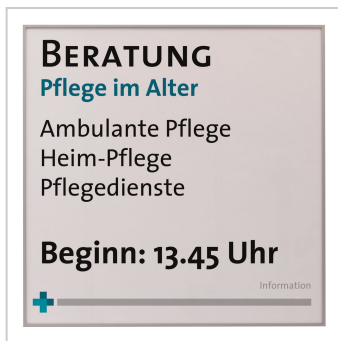 BERATUNG
Pflege im Alter
Ambulante Pflege
Heim-Pflege
Pflegedienste
Beginn: 13.45 Uhr
Information